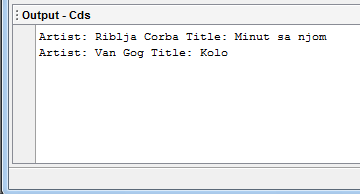 Output - Cds
Artist: Riblja Corba Title: Minut sa njom
Artist: Van Gog Title: Kolo